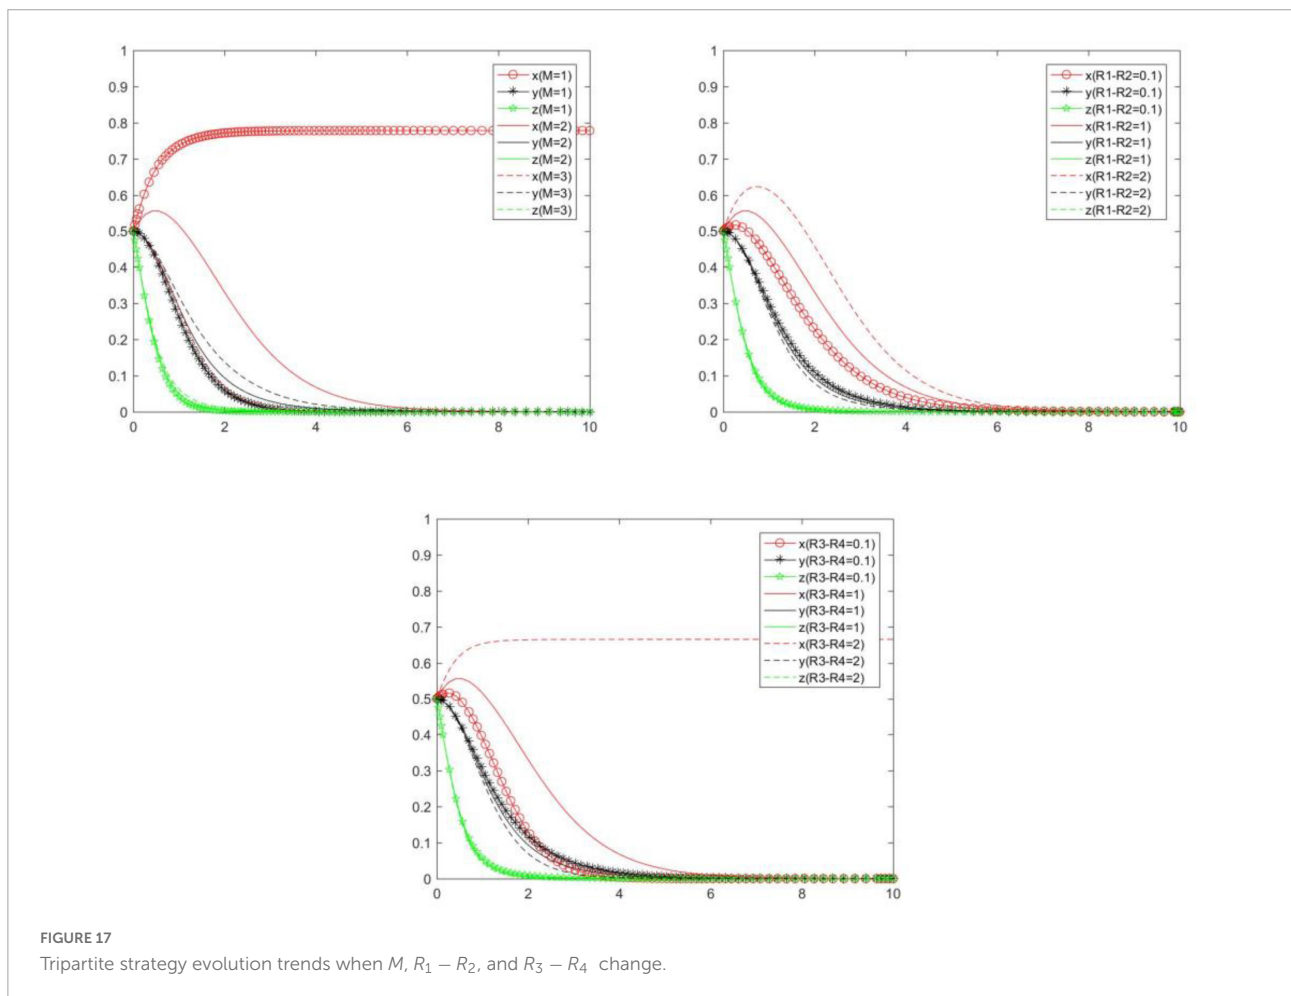 1
0.9
0.8
0.7
0.6
0.5
0.4
0.3
0.2
0.1
0
0 2 4 6 8 10
x(M=1)
y(M=1)
z(M=1)
x(M=2)
y(M=2)
z(M=2)
x(M=3)
y(M=3)
z(M=3)
1
0.9
0.8
0.7
0.6
0.5
0.4
0.3
0.2
0.1
0
0 2 4 6 8 10
x(R1-R2=0.1)
y(R1-R2=0.1)
z(R1-R2=0.1)
x(R1-R2=1)
y(R1-R2=1)
z(R1-R2=1)
x(R1-R2=2)
y(R1-R2=2)
z(R1-R2=2)
1
0.9
0.8
0.7
0.6
0.5
0.4
0.3
0.2
0.1
0
0 2 4 6 8 10
x(R3-R4=0.1)
y(R3-R4=0.1)
z(R3-R4=0.1)
x(R3-R4=1)
y(R3-R4=1)
z(R3-R4=1)
x(R3-R4=2)
y(R3-R4=2)
z(R3-R4=2)
FIGURE 17
Tripartite strategy evolution trends when M, R₁ − R₂, and R₃ − R₄ change.